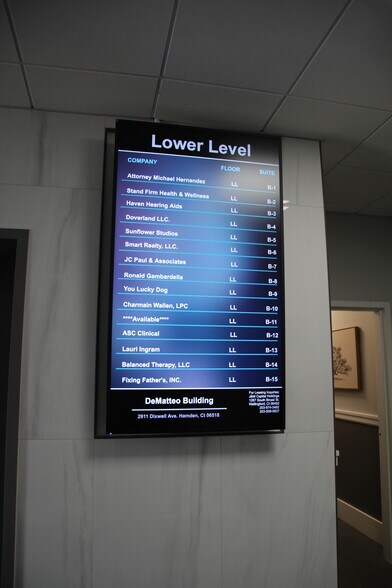 Lower Level
COMPANY FLOOR SUITE
Attorney Michael Hernandez LL B-1
Stand Firm Health & Wellness LL B-2
Haven Hearing Aids LL B-3
Doverland LLC. LL B-4
Sunflower Studios LL B-5
Smart Realty, LLC. LL B-6
JC Paul & Associates LL B-7
Ronald Gambardella LL B-8
You Lucky Dog LL B-9
Charmain Wallen, LPC LL B-10
****Available**** LL B-11
ASC Clinical LL B-12
Lauri Ingram LL B-13
Balanced Therapy, LLC LL B-14
Fixing Father's, INC. LL B-15
DeMatteo Building
2911 Dixwell Ave. Hamden, Ct 06518
For Leasing Inquiries: